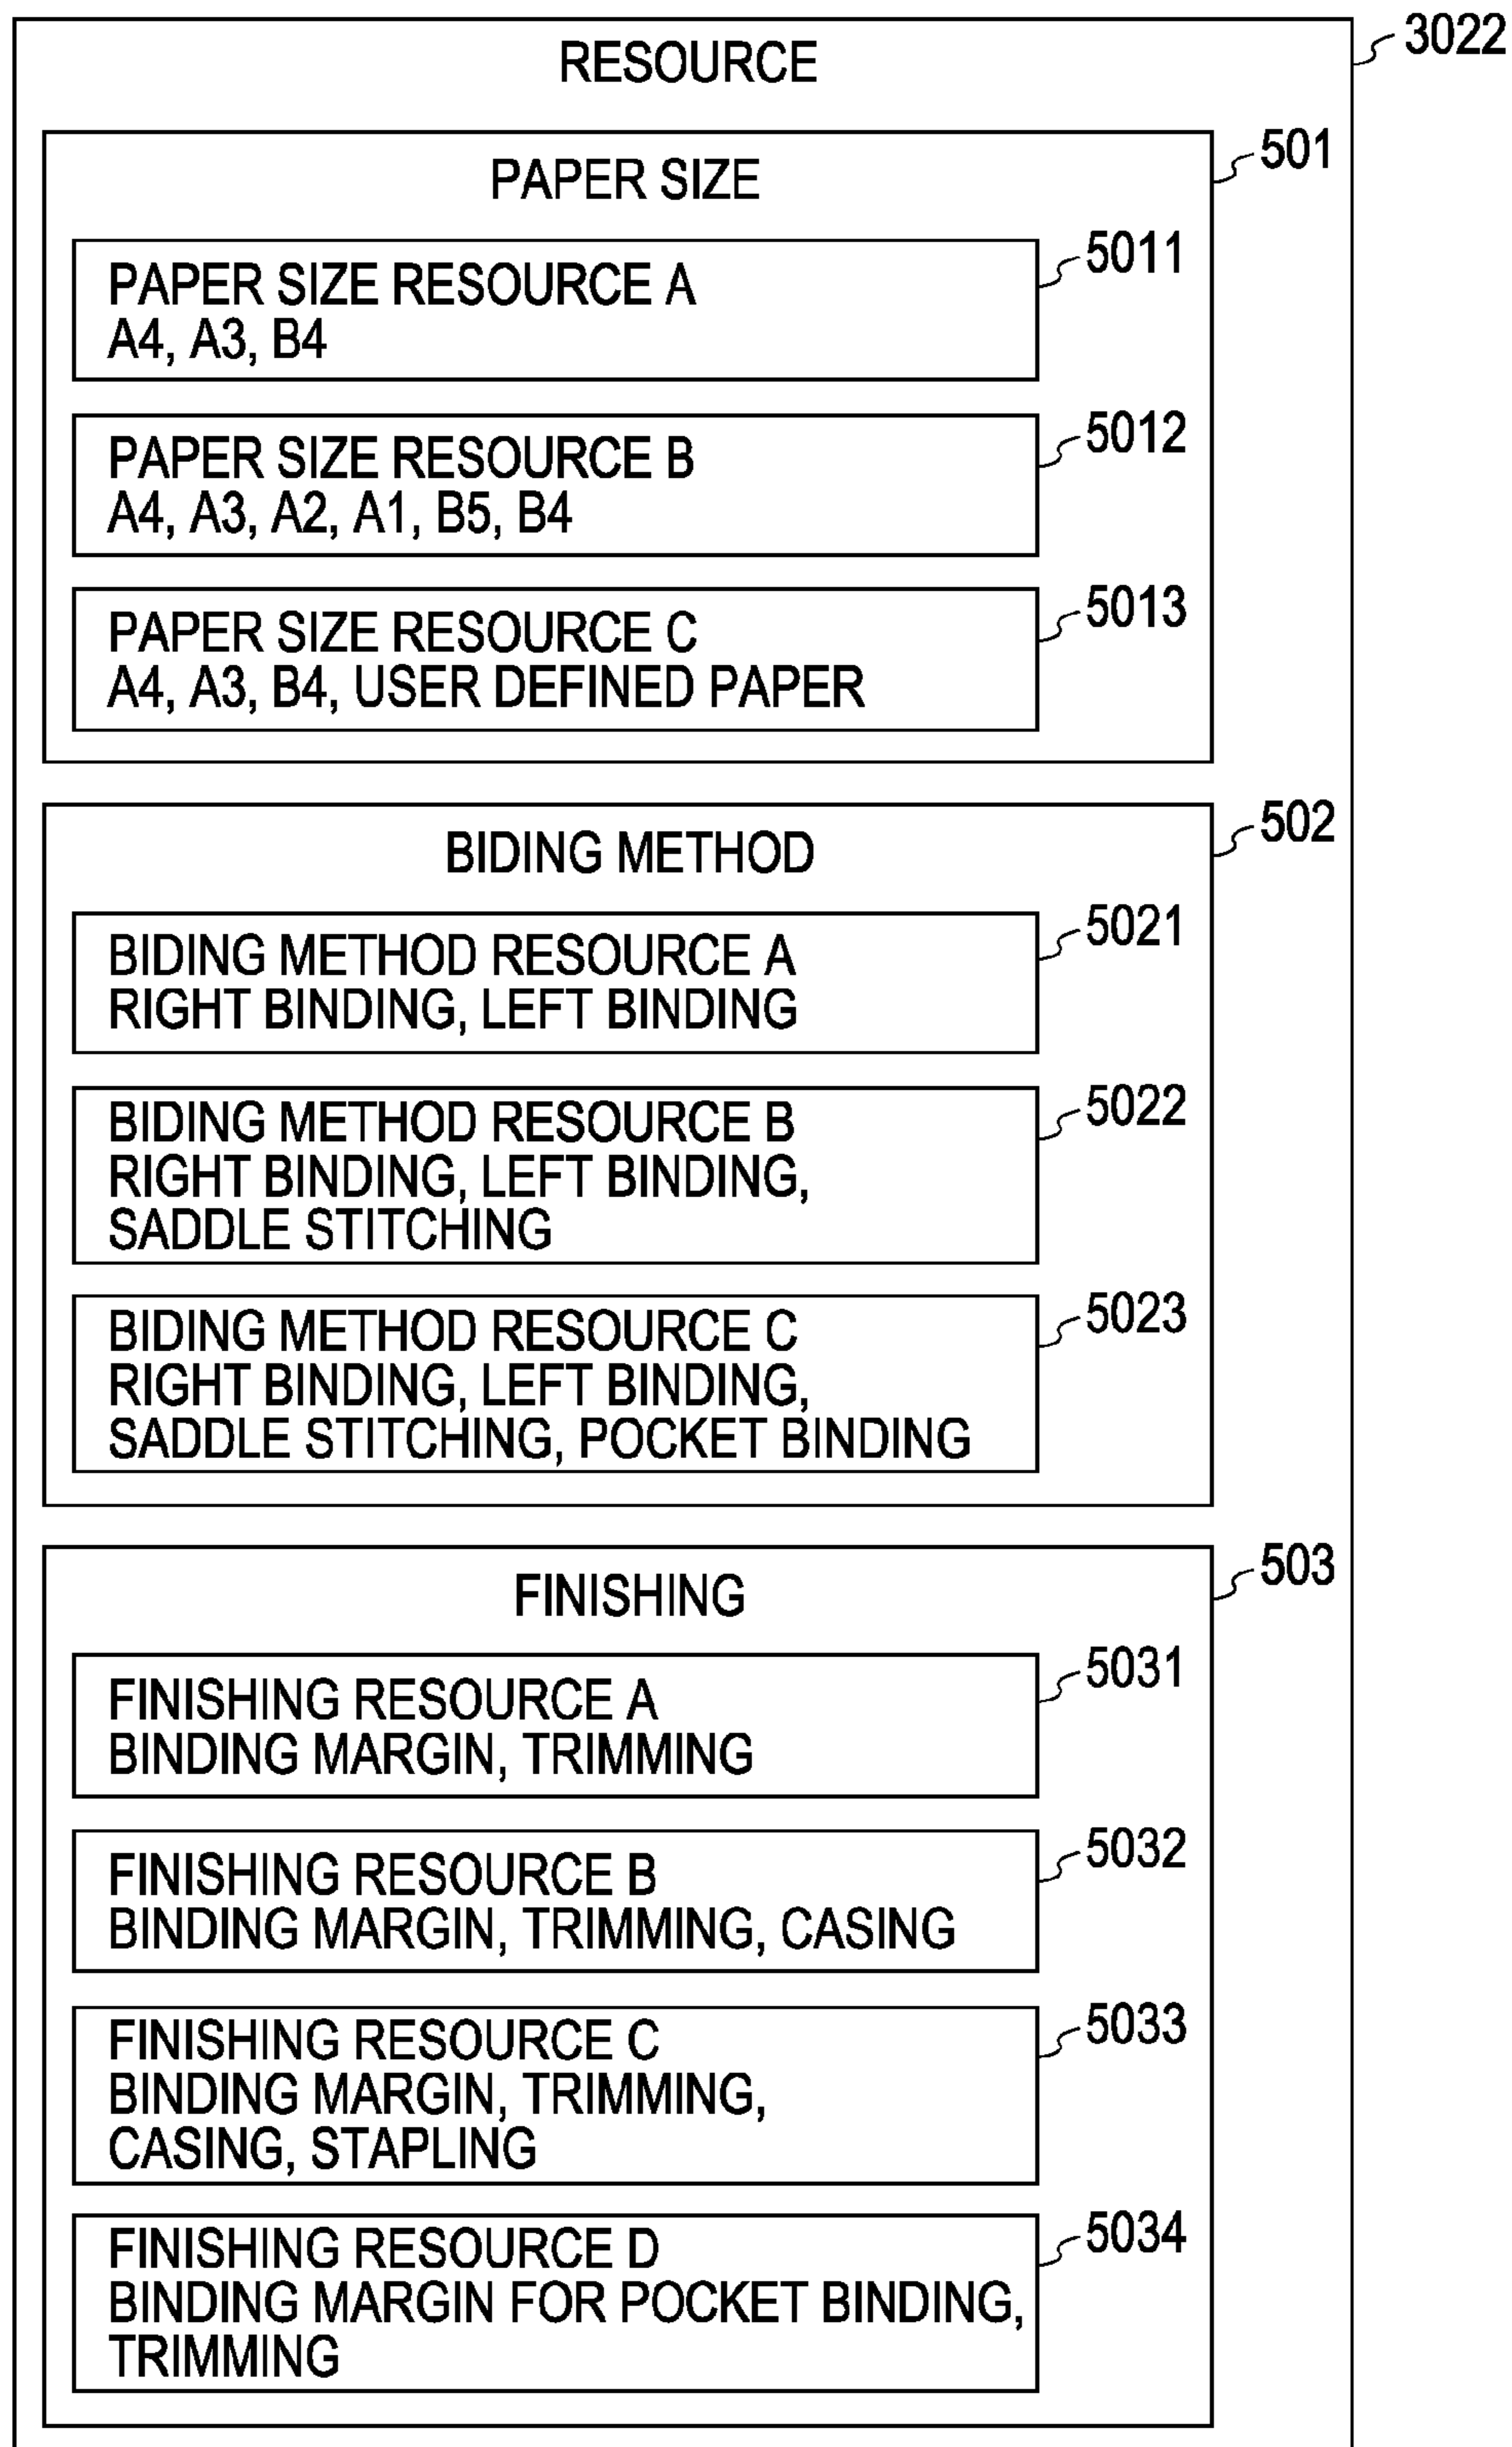 RESOURCE
3022
PAPER SIZE
501
PAPER SIZE RESOURCE A
A4, A3, B4
5011
PAPER SIZE RESOURCE B
A4, A3, A2, A1, B5, B4
5012
PAPER SIZE RESOURCE C
A4, A3, B4, USER DEFINED PAPER
5013
BIDING METHOD
502
BIDING METHOD RESOURCE A
RIGHT BINDING, LEFT BINDING
5021
BIDING METHOD RESOURCE B
RIGHT BINDING, LEFT BINDING,
SADDLE STITCHING
5022
BIDING METHOD RESOURCE C
RIGHT BINDING, LEFT BINDING,
SADDLE STITCHING, POCKET BINDING
5023
FINISHING
503
FINISHING RESOURCE A
BINDING MARGIN, TRIMMING
5031
FINISHING RESOURCE B
BINDING MARGIN, TRIMMING, CASING
5032
FINISHING RESOURCE C
BINDING MARGIN, TRIMMING,
CASING, STAPLING
5033
FINISHING RESOURCE D
BINDING MARGIN FOR POCKET BINDING,
TRIMMING
5034